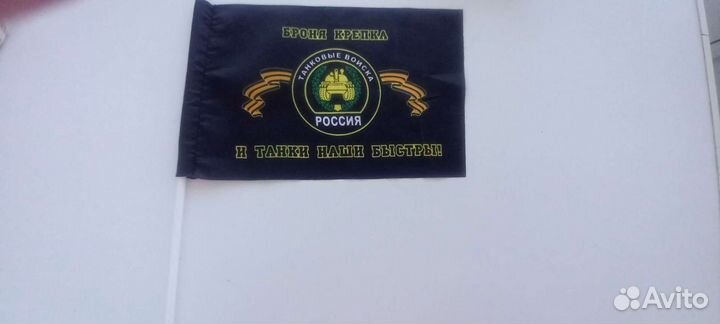 БРОНЯ КРЕПКА
ТАНКОВЫЕ ВОЙСКА
РОССИЯ
И ТАНКИ НАШИ БЫСТРЫ!
Avito